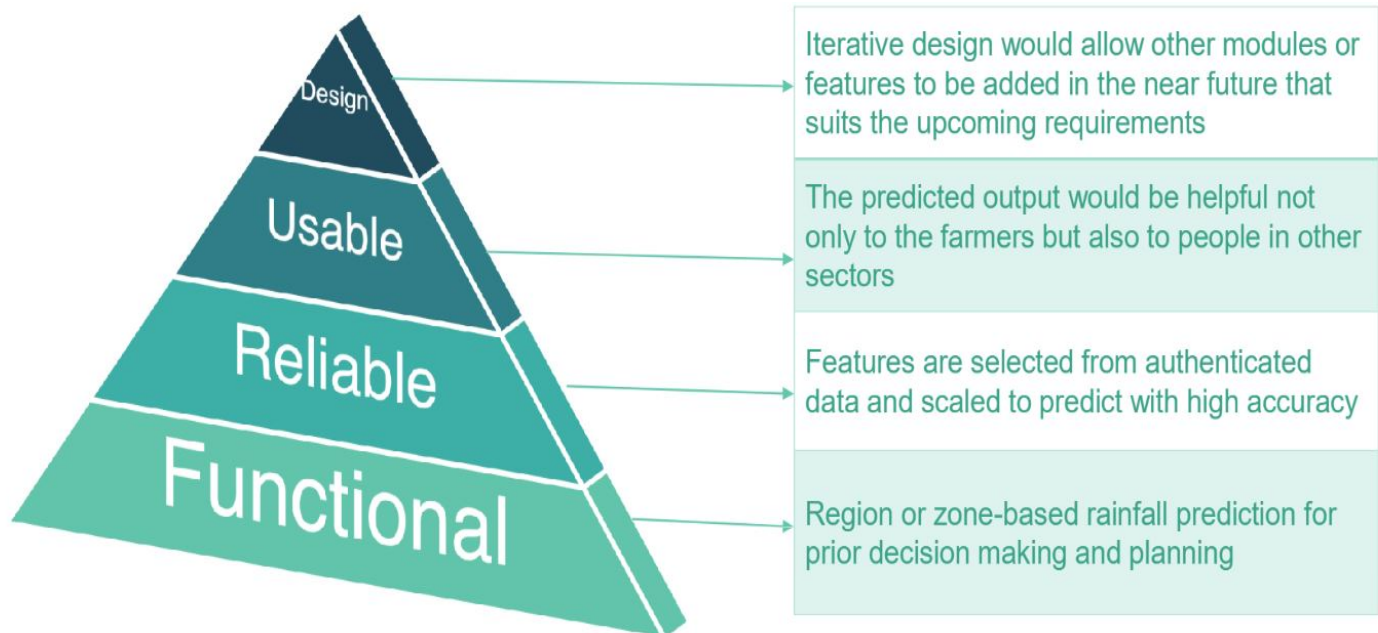 Design
Iterative design would allow other modules or
features to be added in the near future that
suits the upcoming requirements
Usable
The predicted output would be helpful not
only to the farmers but also to people in other
sectors
Reliable
Features are selected from authenticated
data and scaled to predict with high accuracy
Functional
Region or zone-based rainfall prediction for
prior decision making and planning